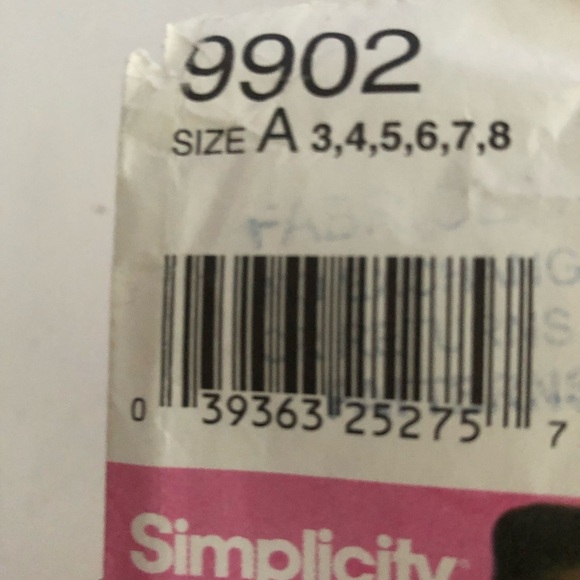 9902
SIZE A 3,4,5,6,7,8
0 39363 25275 7
Simplicity